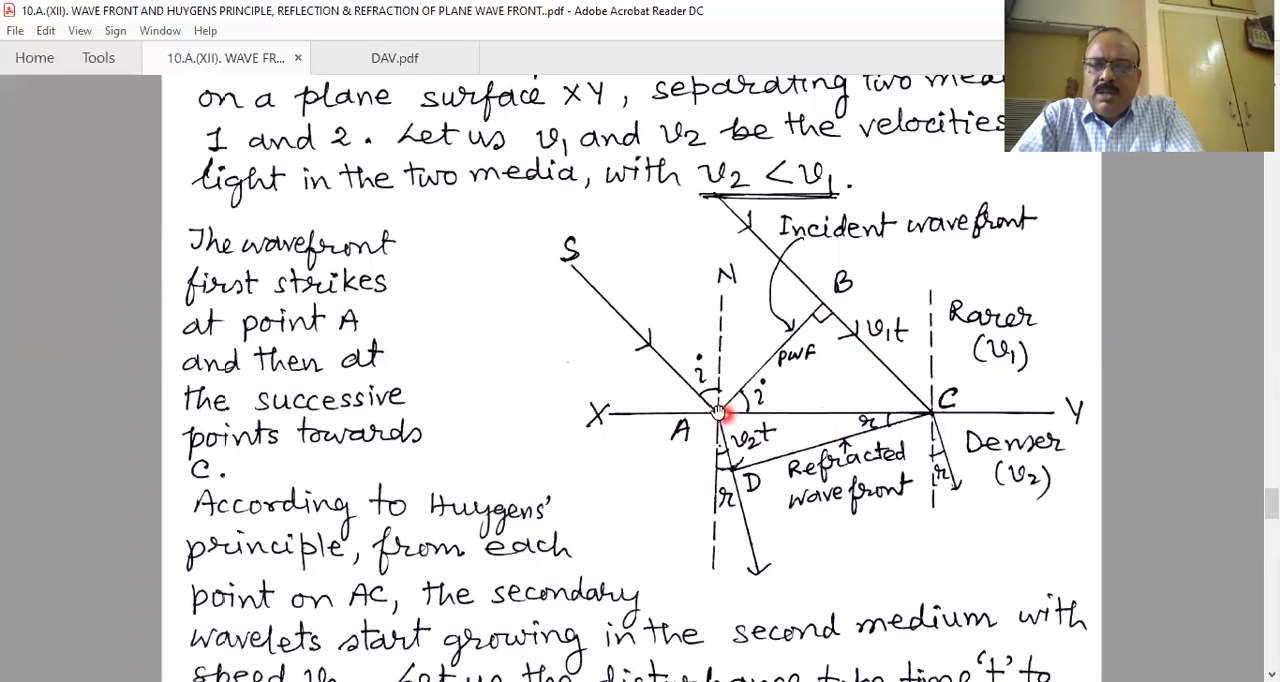 10.A.(XII). WAVE FRONT AND HUYGENS PRINCIPLE, REFLECTION & REFRACTION OF PLANE WAVE FRONT..pdf - Adobe Acrobat Reader DC
File Edit View Sign Window Help
Home Tools 10.A.(XII). WAVE FR... × DAV.pdf
on a plane surface XY, separating two
1 and 2. Let us v1 and v2 be the velocities
light in the two media, with v2 < v1.
The wavefront
first strikes
at point A
and then at
the successive
points towards
C.
According to Huygens'
principle, from each
point on AC, the secondary
wavelets start growing in the second medium with
Incident wavefront
S
N
B
Rarer
(v1)
v1t
PWF
i
i
X
A
C
Y
v2t
r
Denser
(v2)
Refracted
wavefront
D
r
r